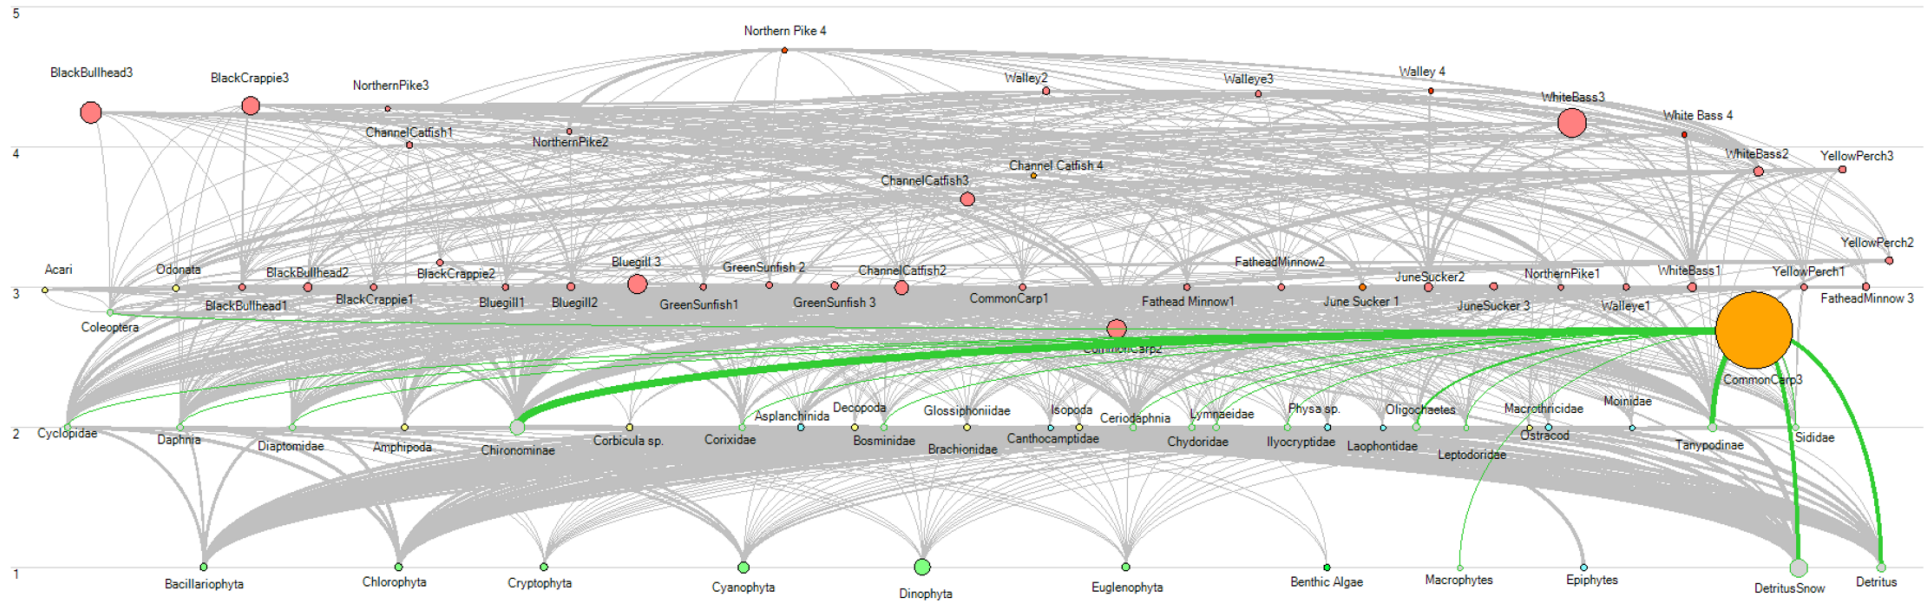 5
Northern Pike 4
BlackBullhead3
BlackCrappie3
NorthernPike3
Walley2
Walleye3
Walley 4
WhiteBass3
White Bass 4
ChannelCatfish1
NorthernPike2
4
Channel Catfish 4
WhiteBass2
YellowPerch3
ChannelCatfish3
YellowPerch2
Acari
Odonata
BlackBullhead2
BlackCrappie2
Bluegill 3
GreenSunfish 2
ChannelCatfish2
FatheadMinnow2
JuneSucker2
NorthernPike1
WhiteBass1
YellowPerch1
3
BlackBullhead1
BlackCrappie1
Bluegill1
Bluegill2
GreenSunfish1
GreenSunfish 3
CommonCarp1
Fathead Minnow1
June Sucker 1
JuneSucker 3
Walleye1
FatheadMinnow 3
Coleoptera
CommonCarp2
CommonCarp3
Asplanchinida
Decopoda
Glossiphoniidae
Isopoda
Ceriodaphnia
Lymnaeidae
Physa sp.
Oligochaetes
Macrothricidae
Moinidae
2
Cyclopidae
Daphnia
Diaptomidae
Amphipoda
Chironominae
Corbicula sp.
Corixidae
Bosminidae
Brachionidae
Canthocamptidae
Chydoridae
Ilyocryptidae
Laophontidae
Leptodoridae
Ostracod
Tanypodinae
Sididae
1
Bacillariophyta
Chlorophyta
Cryptophyta
Cyanophyta
Dinophyta
Euglenophyta
Benthic Algae
Macrophytes
Epiphytes
DetritusSnow
Detritus